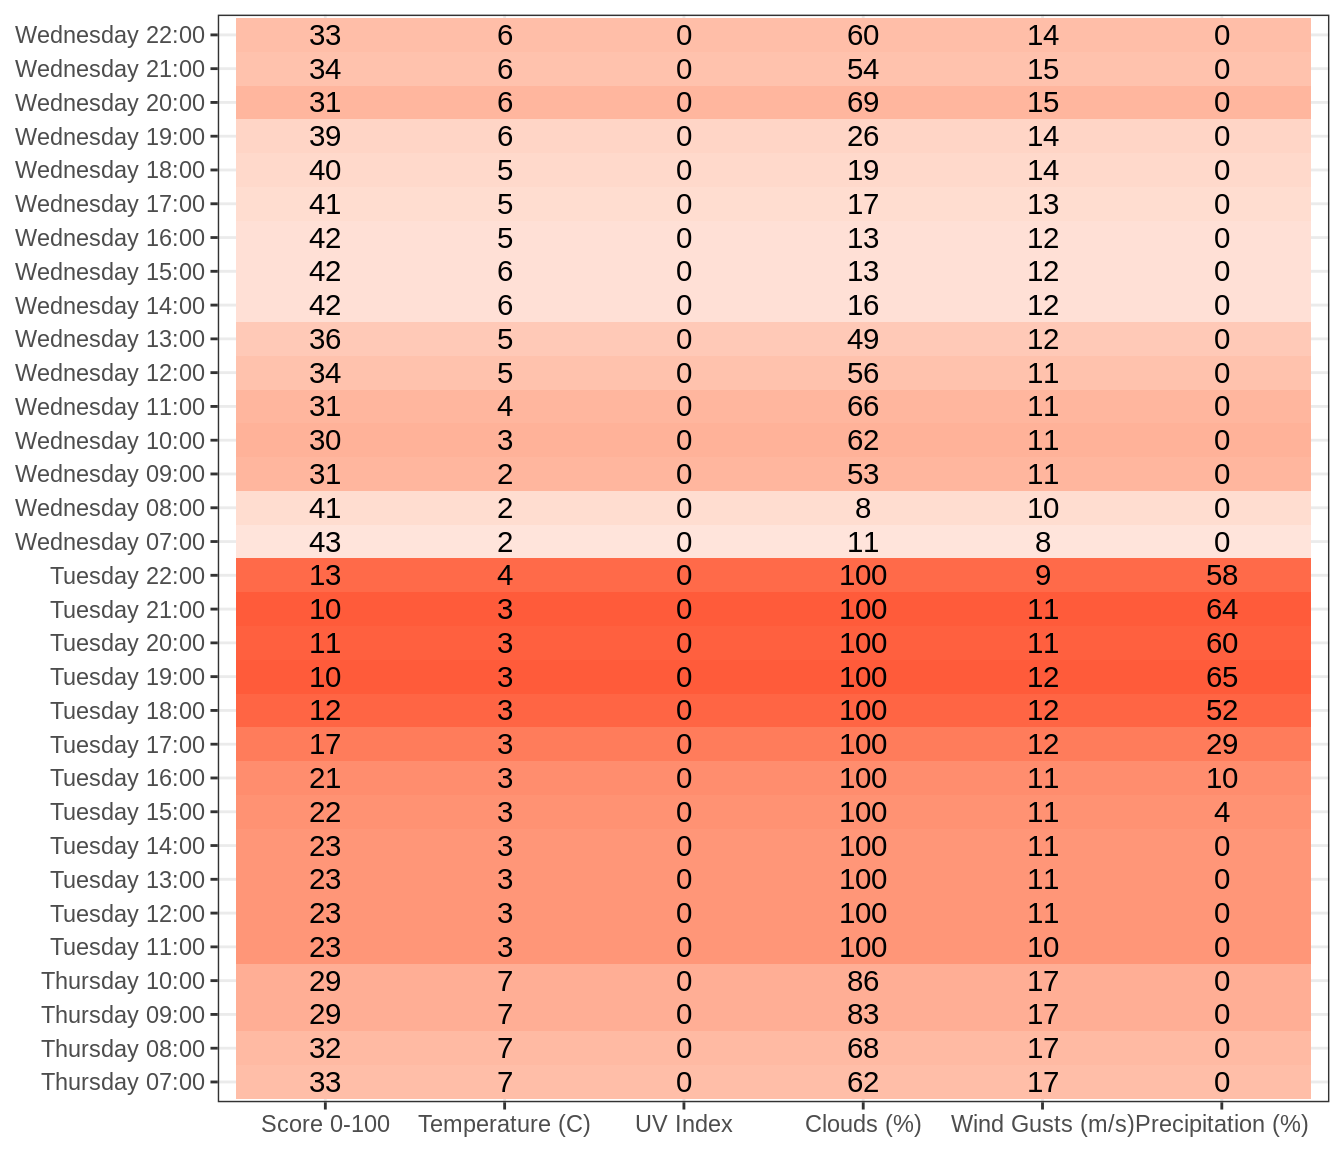 Wednesday 22:00 33 6 0 60 14 0
Wednesday 21:00 34 6 0 54 15 0
Wednesday 20:00 31 6 0 69 15 0
Wednesday 19:00 39 6 0 26 14 0
Wednesday 18:00 40 5 0 19 14 0
Wednesday 17:00 41 5 0 17 13 0
Wednesday 16:00 42 5 0 13 12 0
Wednesday 15:00 42 6 0 13 12 0
Wednesday 14:00 42 6 0 16 12 0
Wednesday 13:00 36 5 0 49 12 0
Wednesday 12:00 34 5 0 56 11 0
Wednesday 11:00 31 4 0 66 11 0
Wednesday 10:00 30 3 0 62 11 0
Wednesday 09:00 31 2 0 53 11 0
Wednesday 08:00 41 2 0 8 10 0
Wednesday 07:00 43 2 0 11 8 0
Tuesday 22:00 13 4 0 100 9 58
Tuesday 21:00 10 3 0 100 11 64
Tuesday 20:00 11 3 0 100 11 60
Tuesday 19:00 10 3 0 100 12 65
Tuesday 18:00 12 3 0 100 12 52
Tuesday 17:00 17 3 0 100 12 29
Tuesday 16:00 21 3 0 100 11 10
Tuesday 15:00 22 3 0 100 11 4
Tuesday 14:00 23 3 0 100 11 0
Tuesday 13:00 23 3 0 100 11 0
Tuesday 12:00 23 3 0 100 11 0
Tuesday 11:00 23 3 0 100 10 0
Thursday 10:00 29 7 0 86 17 0
Thursday 09:00 29 7 0 83 17 0
Thursday 08:00 32 7 0 68 17 0
Thursday 07:00 33 7 0 62 17 0
Score 0-100 Temperature (C) UV Index Clouds (%) Wind Gusts (m/s) Precipitation (%)